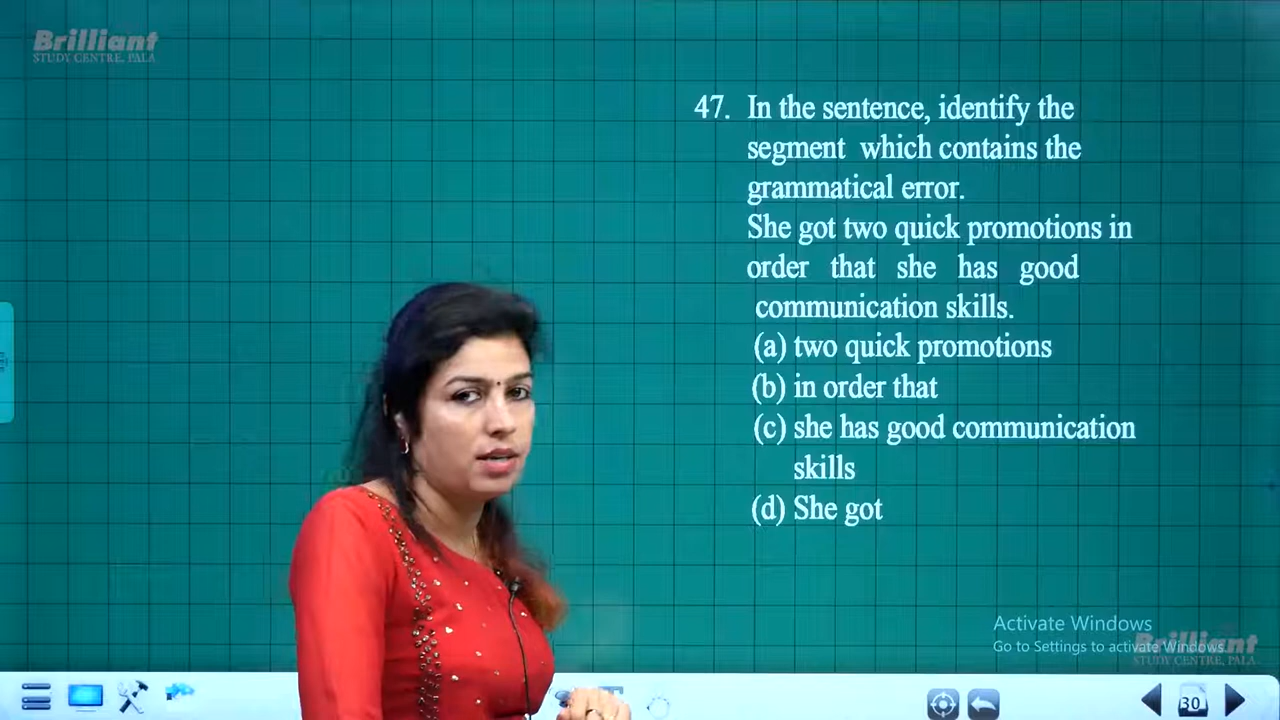 Brilliant
STUDY CENTRE, PALA
47. In the sentence, identify the
segment which contains the
grammatical error.
She got two quick promotions in
order that she has good
communication skills.
(a) two quick promotions
(b) in order that
(c) she has good communication
skills
(d) She got
Activate Windows
Go to Settings to activate Windows.
Brilliant
STUDY CENTRE, PALA
30